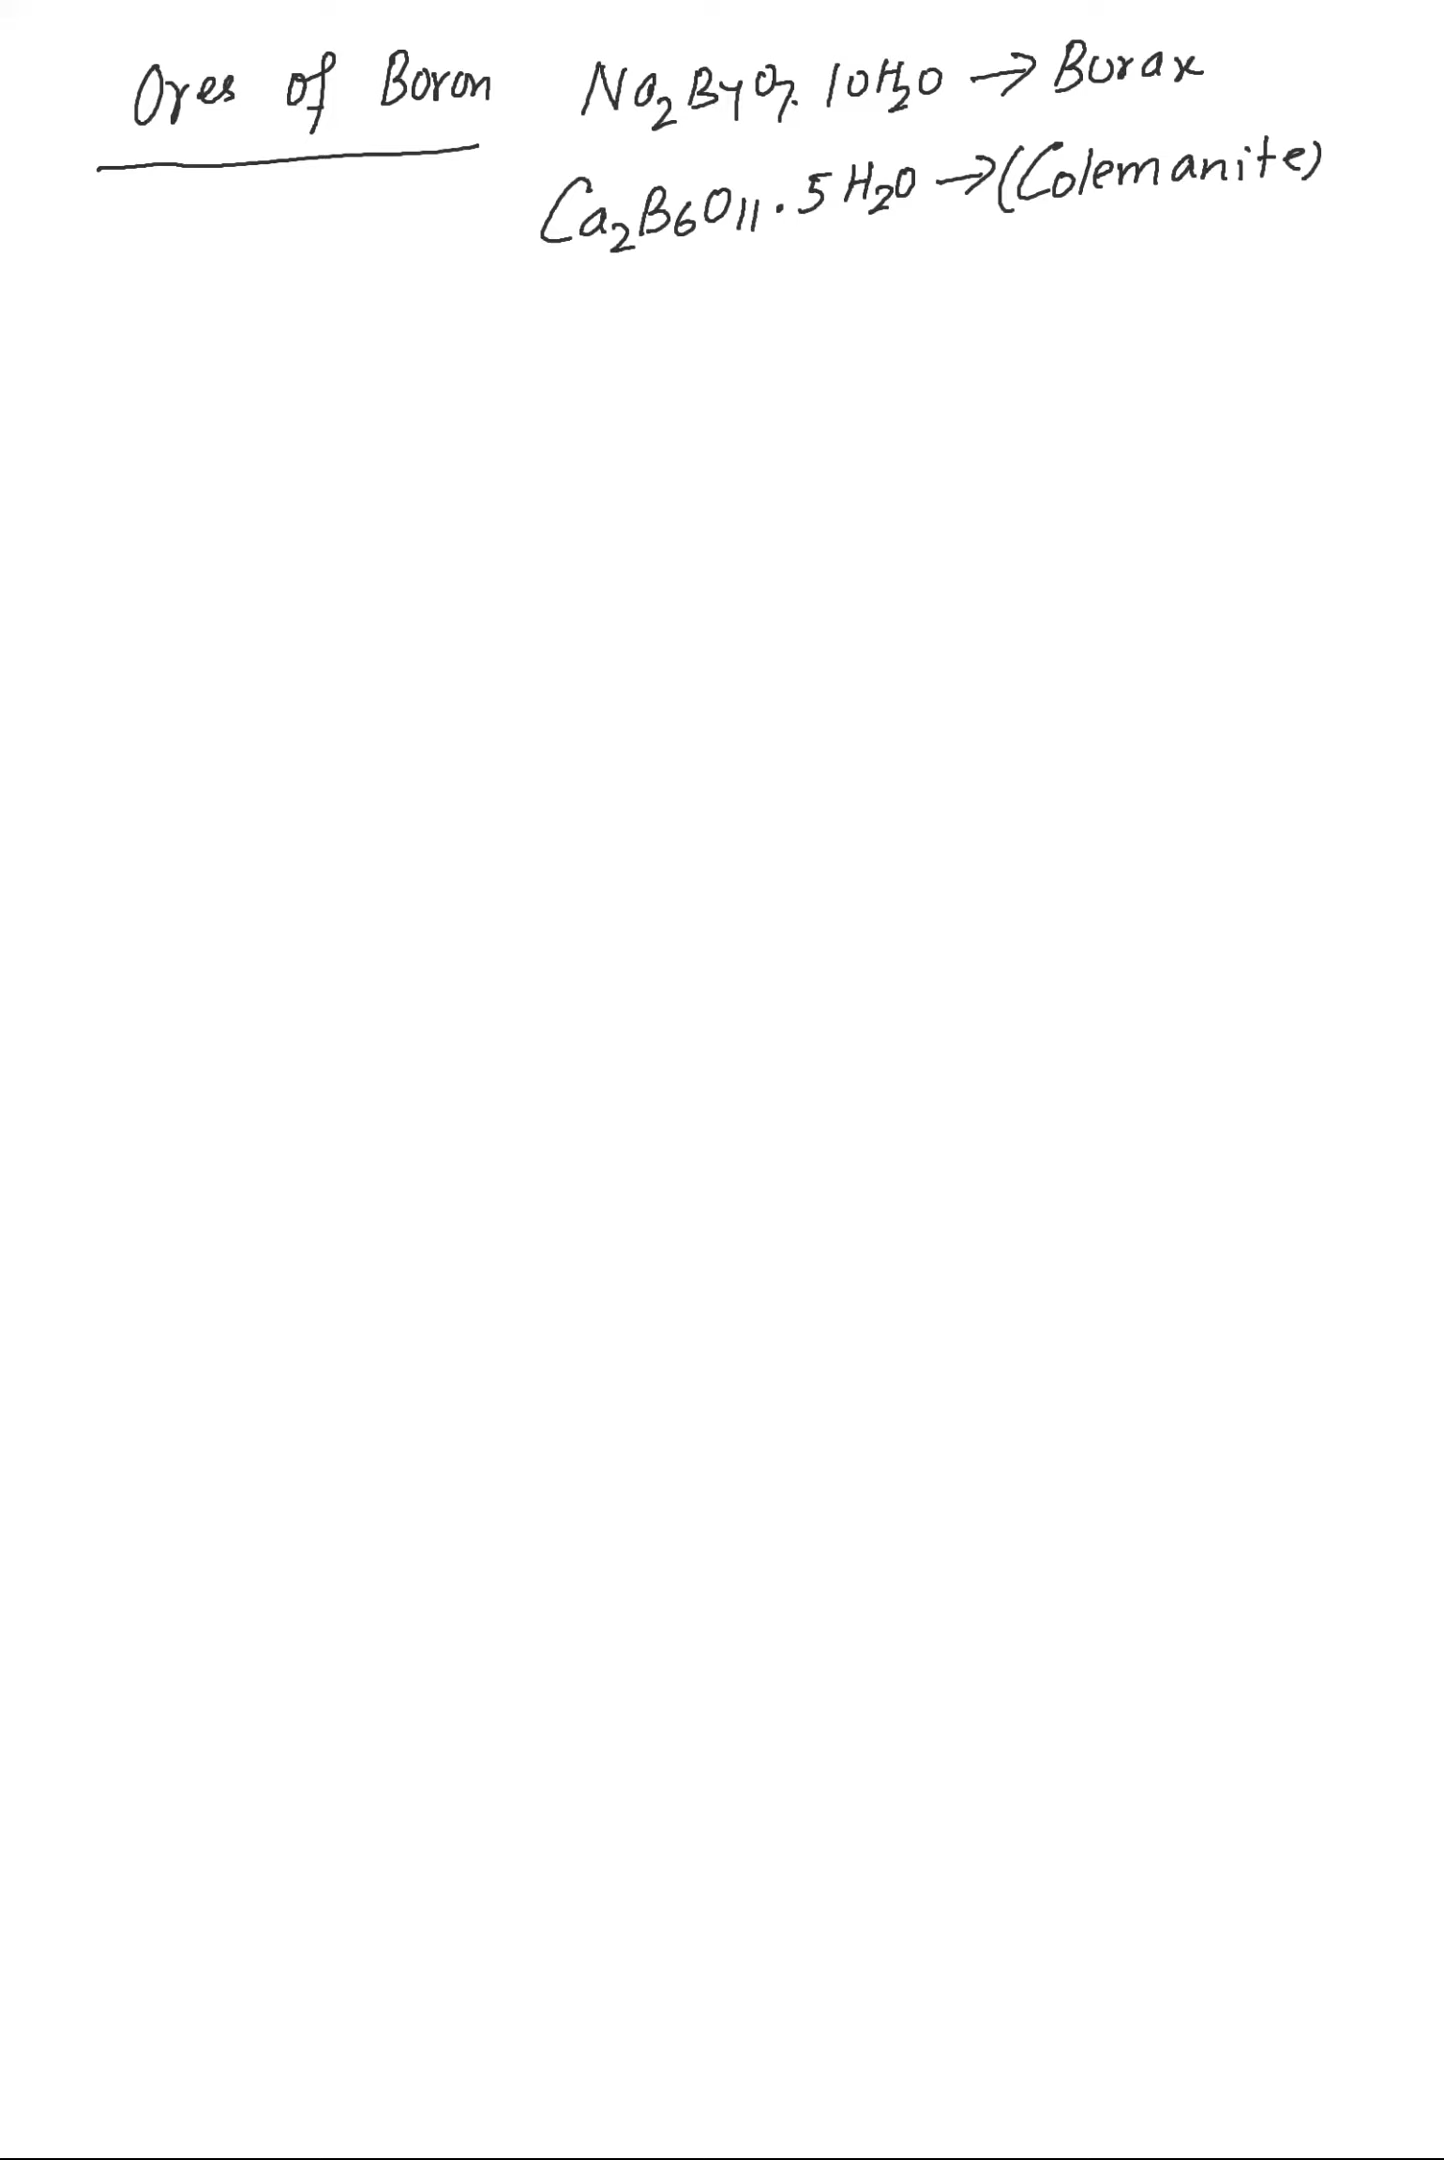 Ores of Boron Na₂B₄O₇. 10H₂O → Borax
Ca₂B₆O₁₁. 5H₂O → (Colemanite)